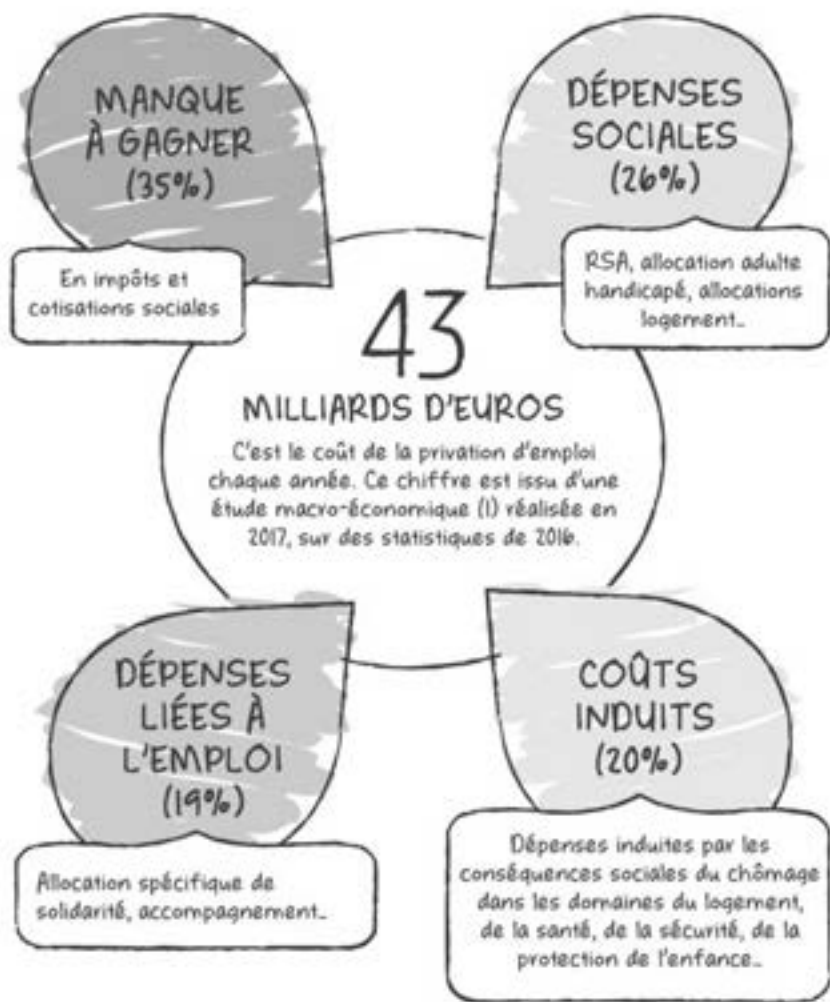 MANQUE
À GAGNER
(35%)
En impôts et
cotisations sociales
DÉPENSES
SOCIALES
(26%)
RSA, allocation adulte
handicapé, allocations
logement...
43
MILLIARDS D'EUROS
C'est le coût de la privation d'emploi
chaque année. Ce chiffre est issu d'une
étude macro-économique (1) réalisée en
2017, sur des statistiques de 2016.
DÉPENSES
LIÉES À
L'EMPLOI
(19%)
Allocation spécifique de
solidarité, accompagnement...
COÛTS
INDUITS
(20%)
Dépenses induites par les
conséquences sociales du chômage
dans les domaines du logement,
de la santé, de la sécurité, de la
protection de l'enfance...